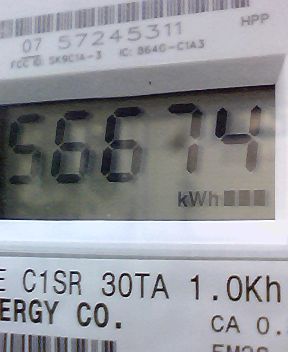 HPP
07 57245311
FCC ID: SK9C1A-3 IC: 864G-C1A3
56674
kWh
E C1SR 30TA 1.0Kh
ERGY CO.
CA 0.